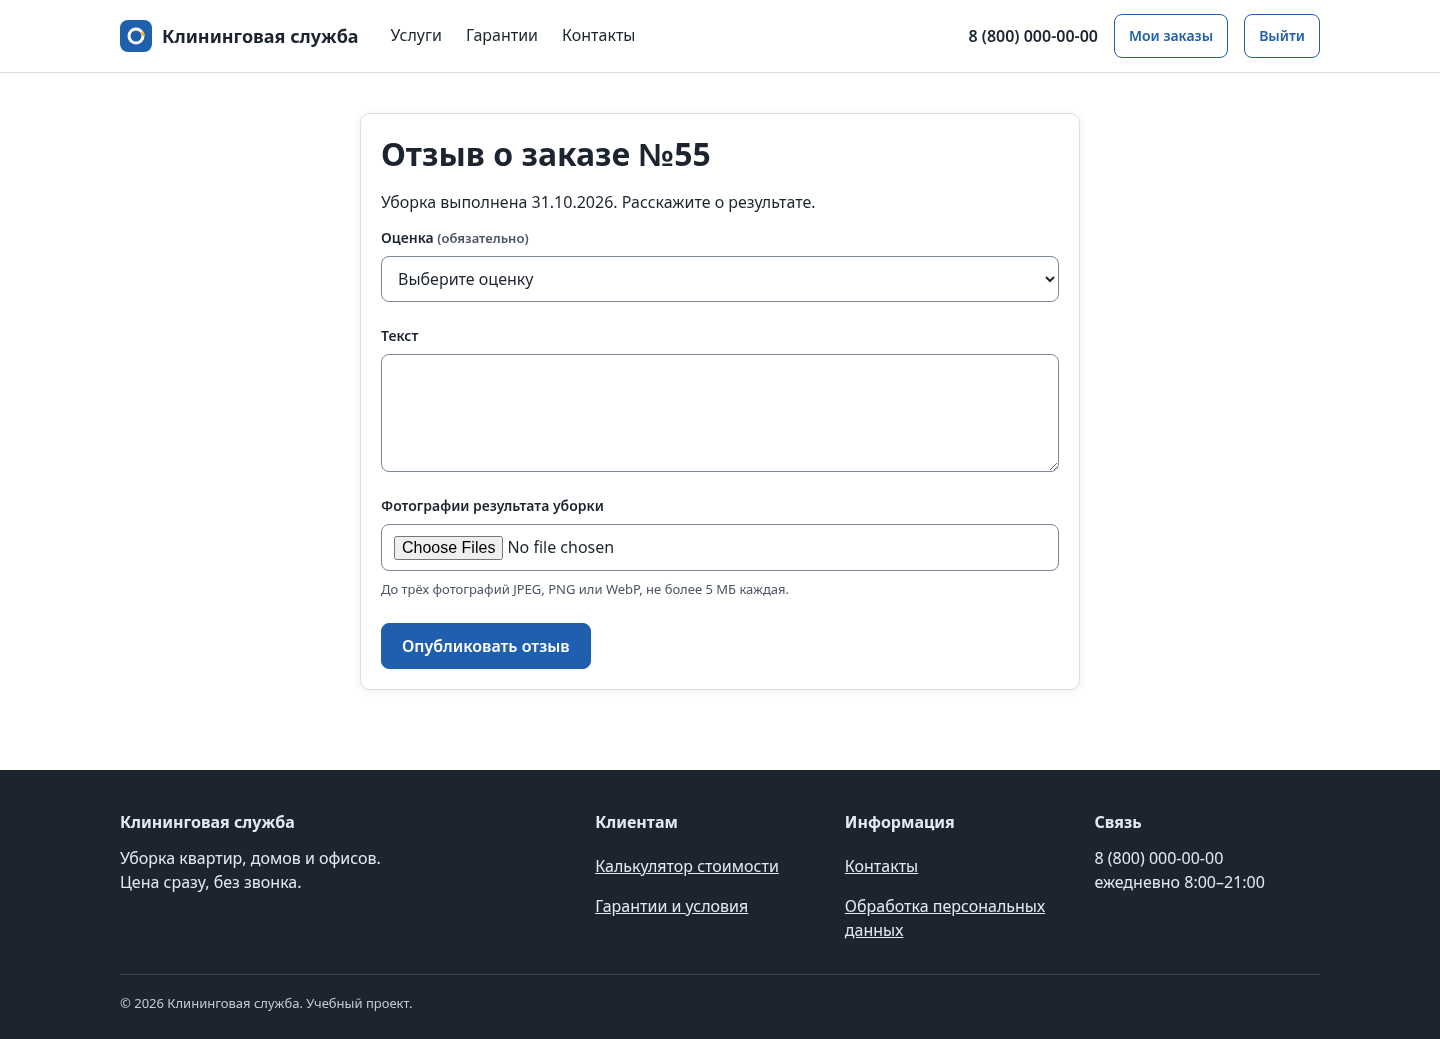 Клининговая служба
Услуги
Гарантии
Контакты
8 (800) 000-00-00
Мои заказы
Выйти
Отзыв о заказе №55
Уборка выполнена 31.10.2026. Расскажите о результате.
Оценка (обязательно)
Выберите оценку
Текст
Фотографии результата уборки
Choose Files No file chosen
До трёх фотографий JPEG, PNG или WebP, не более 5 МБ каждая.
Опубликовать отзыв
Клининговая служба
Уборка квартир, домов и офисов.
Цена сразу, без звонка.
Клиентам
Калькулятор стоимости
Гарантии и условия
Информация
Контакты
Обработка персональных
данных
Связь
8 (800) 000-00-00
ежедневно 8:00–21:00
© 2026 Клининговая служба. Учебный проект.